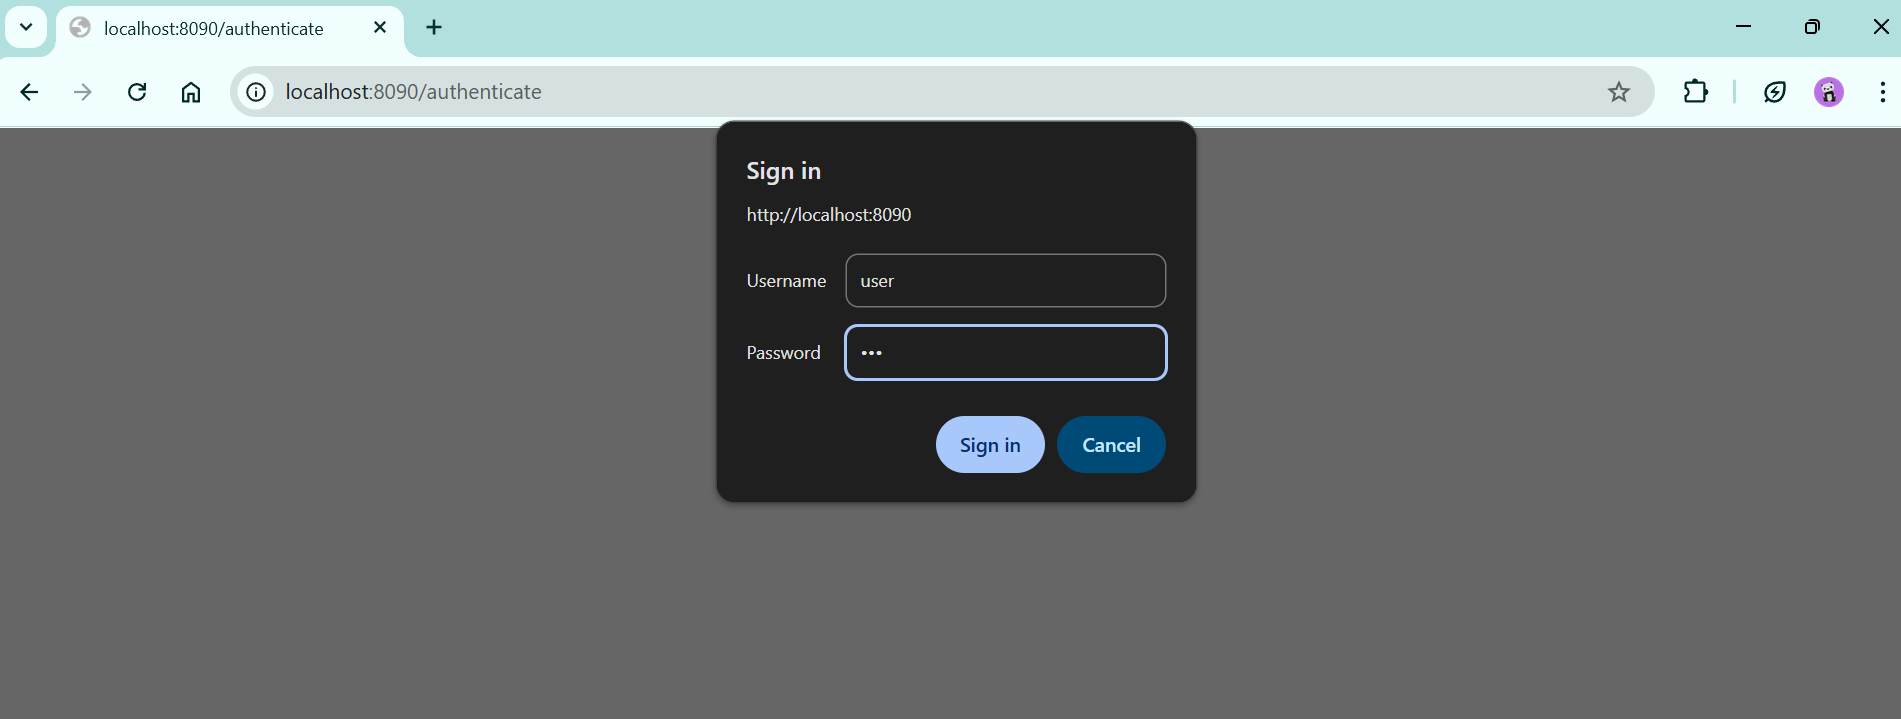 localhost:8090/authenticate
localhost:8090/authenticate
Sign in
http://localhost:8090
Username user
Password •••
Sign in Cancel